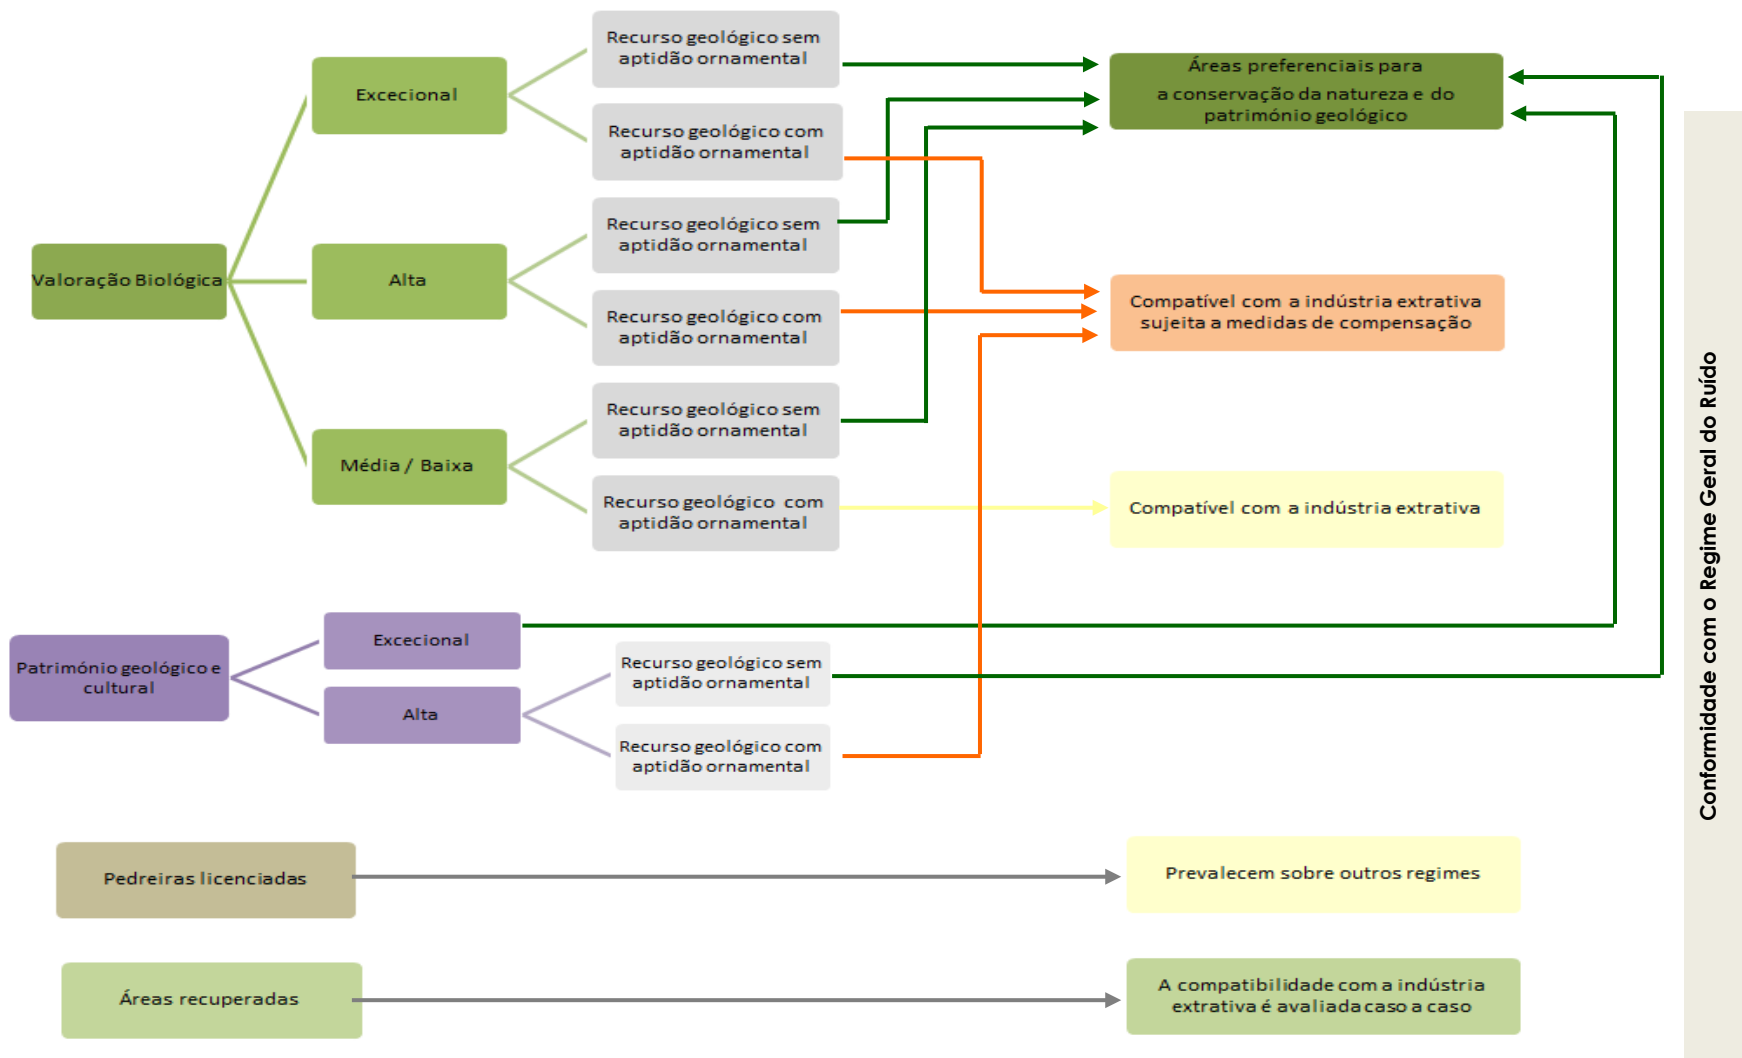 Valoração Biológica
Excecional
Recurso geológico sem
aptidão ornamental
Recurso geológico com
aptidão ornamental
Alta
Recurso geológico sem
aptidão ornamental
Recurso geológico com
aptidão ornamental
Média / Baixa
Recurso geológico sem
aptidão ornamental
Recurso geológico com
aptidão ornamental
Áreas preferenciais para
a conservação da natureza e do
património geológico
Compatível com a indústria extrativa
sujeita a medidas de compensação
Compatível com a indústria extrativa
Património geológico e
cultural
Excecional
Alta
Recurso geológico sem
aptidão ornamental
Recurso geológico com
aptidão ornamental
Pedreiras licenciadas
Prevalecem sobre outros regimes
Áreas recuperadas
A compatibilidade com a indústria
extrativa é avaliada caso a caso
Conformidade com o Regime Geral do Ruído